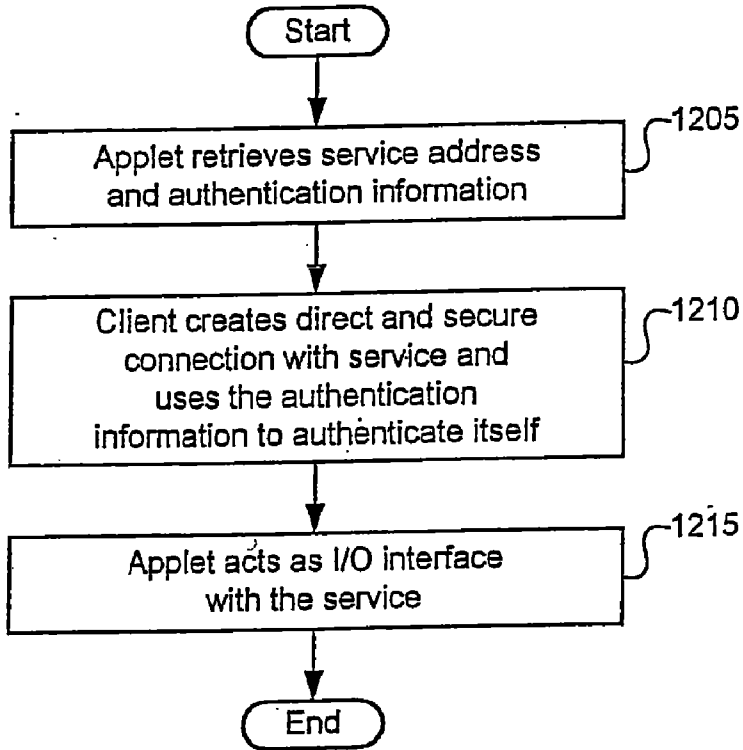 Start
1205
Applet retrieves service address
and authentication information
1210
Client creates direct and secure
connection with service and
uses the authentication
information to authenticate itself
1215
Applet acts as I/O interface
with the service
End